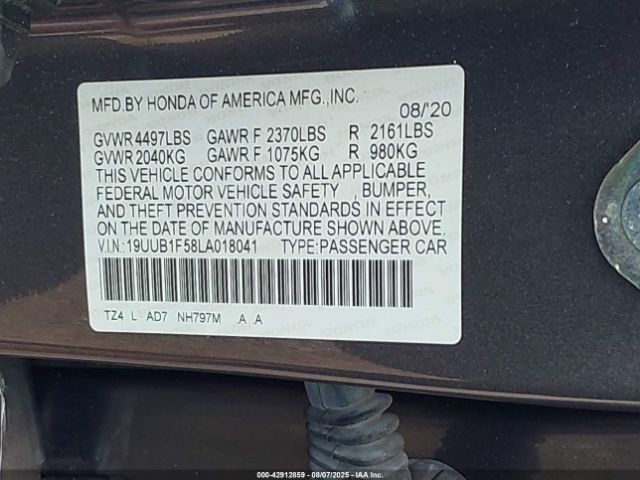 MFD.BY HONDA OF AMERICA MFG.,INC. 08/'20
GVWR 4497LBS GAWR F 2370LBS R 2161LBS
GVWR 2040KG GAWR F 1075KG R 980KG
THIS VEHICLE CONFORMS TO ALL APPLICABLE
FEDERAL MOTOR VEHICLE SAFETY , BUMPER,
AND THEFT PREVENTION STANDARDS IN EFFECT
ON THE DATE OF MANUFACTURE SHOWN ABOVE.
V.I.N.:19UUB1F58LA018041 TYPE:PASSENGER CAR
TZ4 L AD7 NH797M .A .A
000-42912859 | 08/07/2025 | IAA